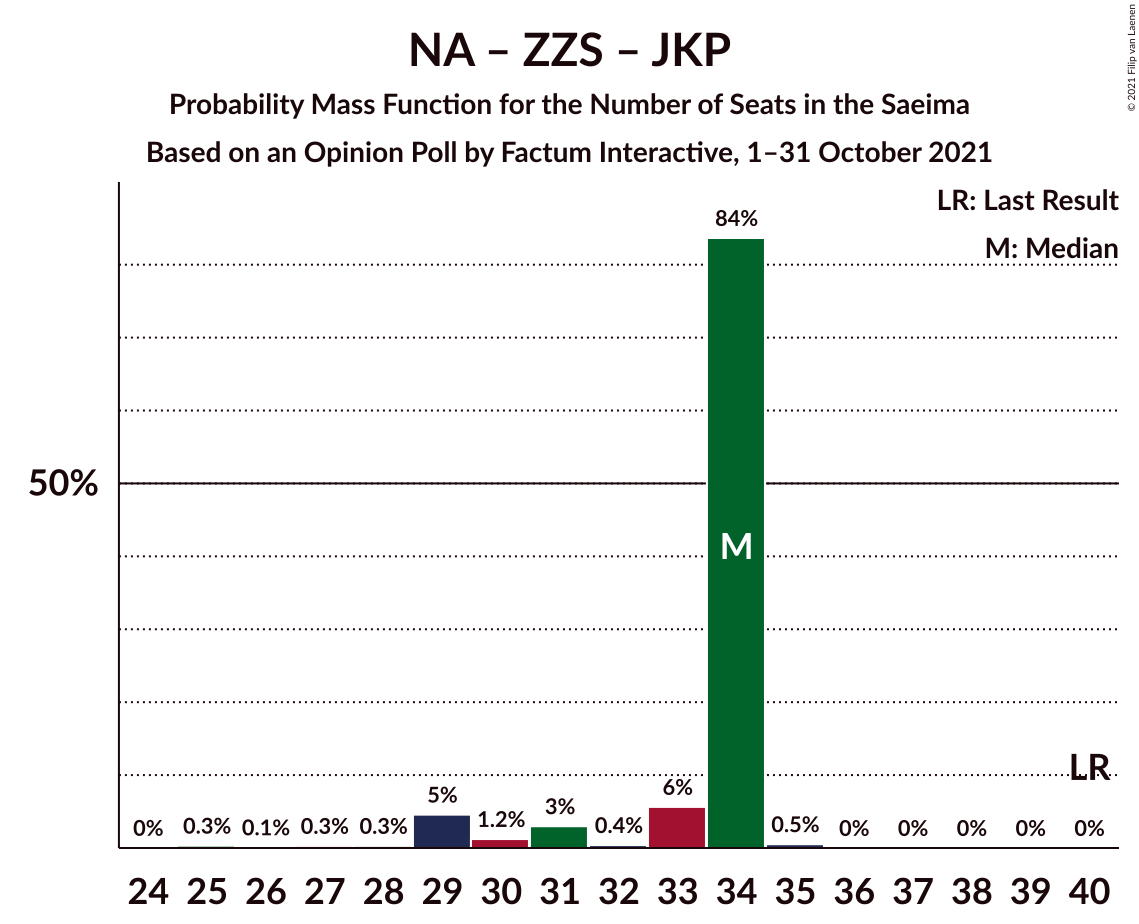 NA – ZZS – JKP
Probability Mass Function for the Number of Seats in the Saeima
Based on an Opinion Poll by Factum Interactive, 1–31 October 2021
© 2021 Filip van Laenen
LR: Last Result
M: Median
84%
50%
M
LR
0% 0.3% 0.1% 0.3% 0.3% 5% 1.2% 3% 0.4% 6% 0.5% 0% 0% 0% 0% 0%
24 25 26 27 28 29 30 31 32 33 34 35 36 37 38 39 40